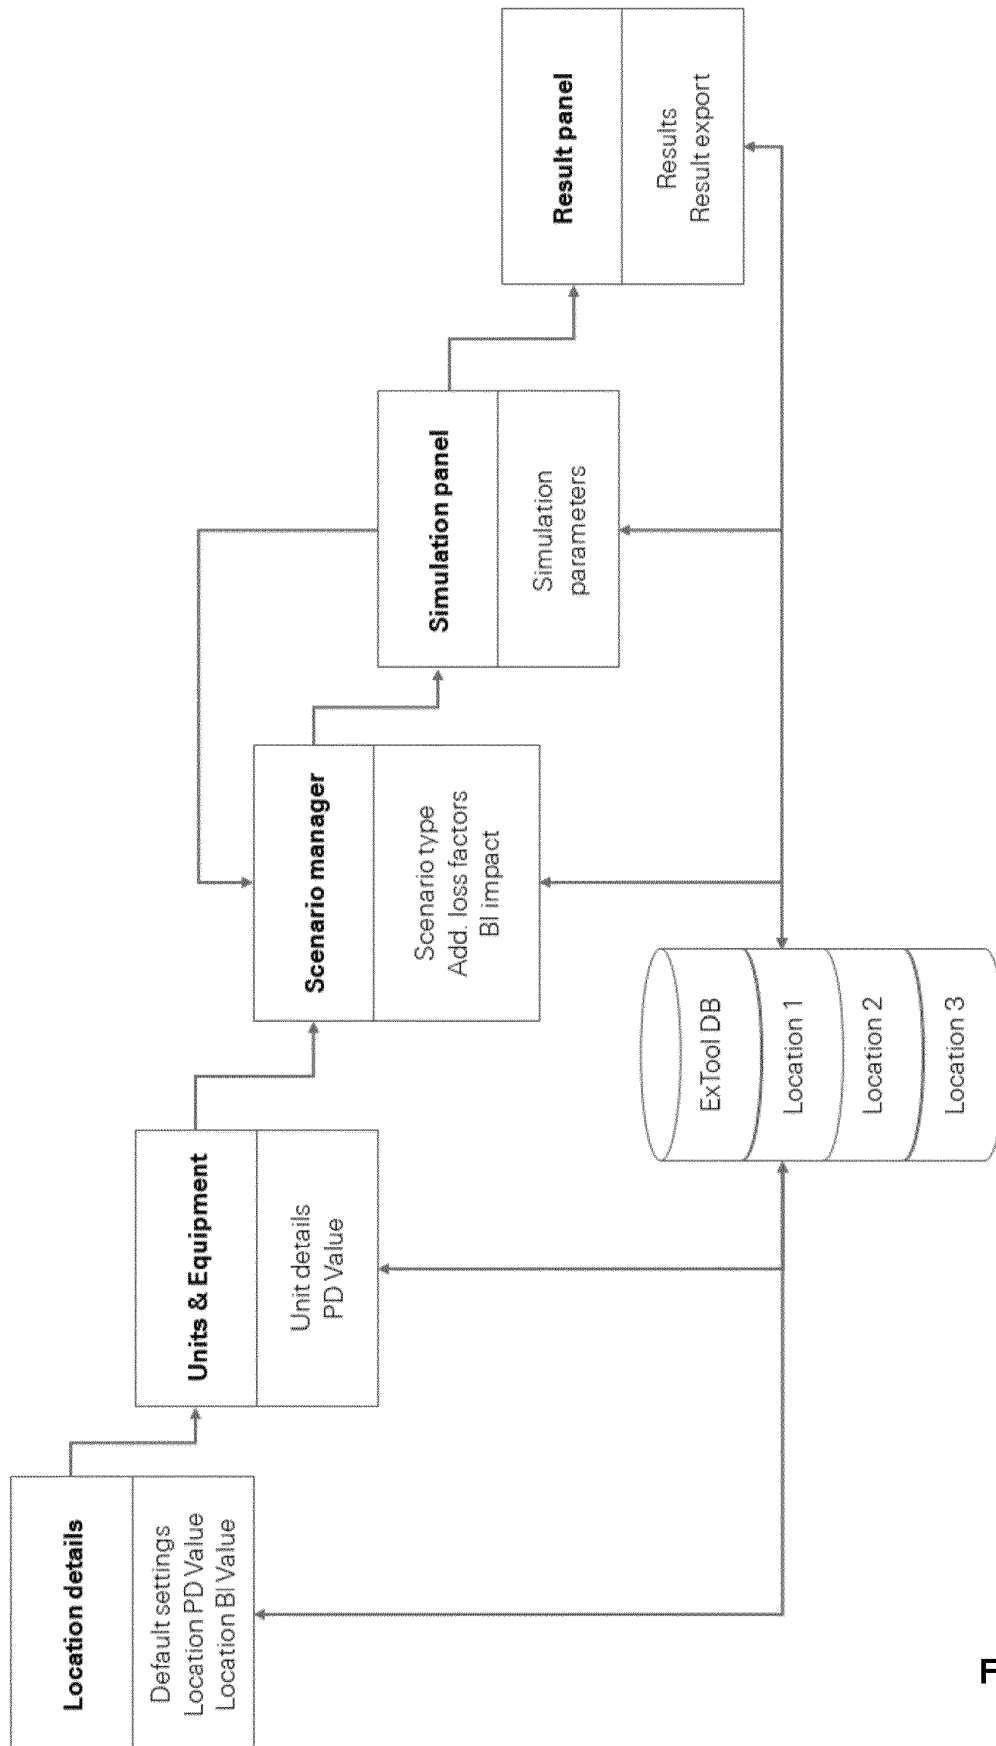 Location details
Default settings
Location PD Value
Location BI Value
Units & Equipment
Unit details
PD Value
Scenario manager
Scenario type
Add. loss factors
BI impact
Simulation panel
Simulation
parameters
Result panel
Results
Result export
ExTool DB
Location 1
Location 2
Location 3
F